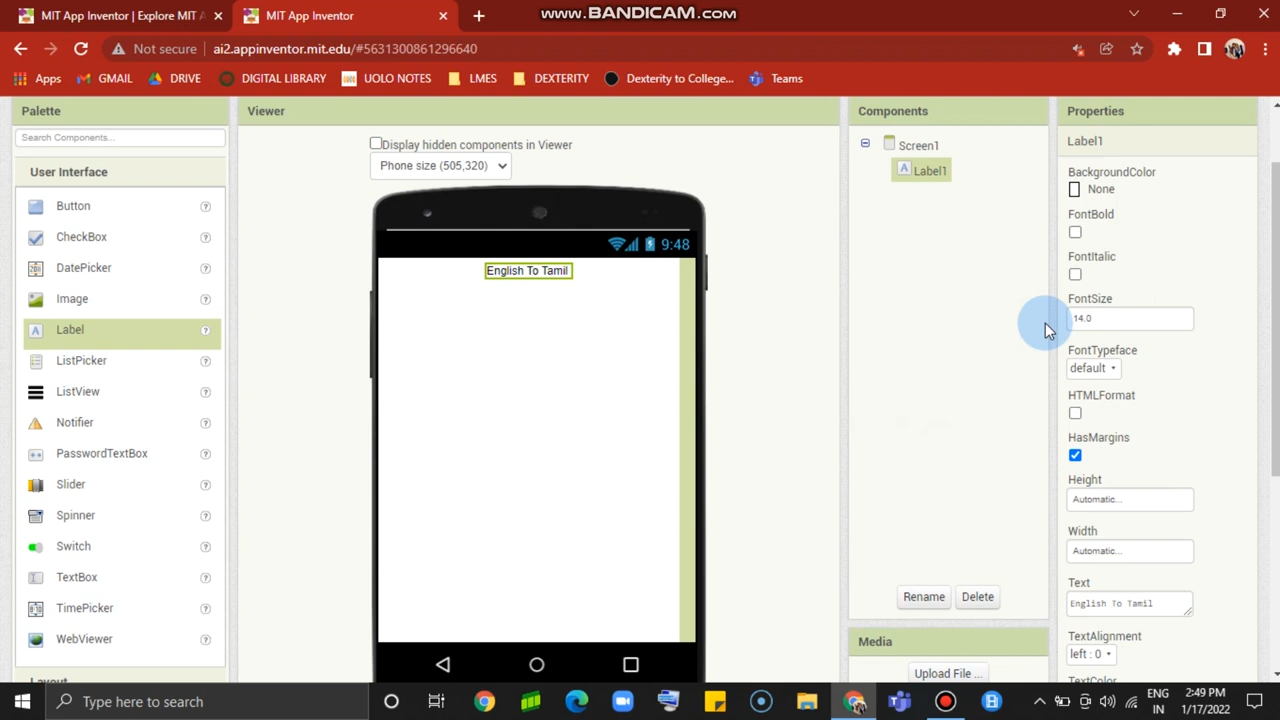 www.BANDICAM.com
MIT App Inventor | Explore MIT A
MIT App Inventor
Not secure
ai2.appinventor.mit.edu/#5631300861296640
Apps
GMAIL
DRIVE
DIGITAL LIBRARY
UOLO NOTES
LMES
DEXTERITY
Dexterity to College...
Teams
Palette
Search Components...
User Interface
Button
CheckBox
DatePicker
Image
Label
ListPicker
ListView
Notifier
PasswordTextBox
Slider
Spinner
Switch
TextBox
TimePicker
WebViewer
Viewer
Display hidden components in Viewer
Phone size (505,320)
9:48
English To Tamil
Components
Screen1
Label1
Rename
Delete
Media
Upload File ...
Properties
Label1
BackgroundColor
None
FontBold
FontItalic
FontSize
14.0
FontTypeface
default
HTMLFormat
HasMargins
Height
Automatic...
Width
Automatic...
Text
English To Tamil
TextAlignment
left : 0
Type here to search
ENG
IN
2:49 PM
1/17/2022